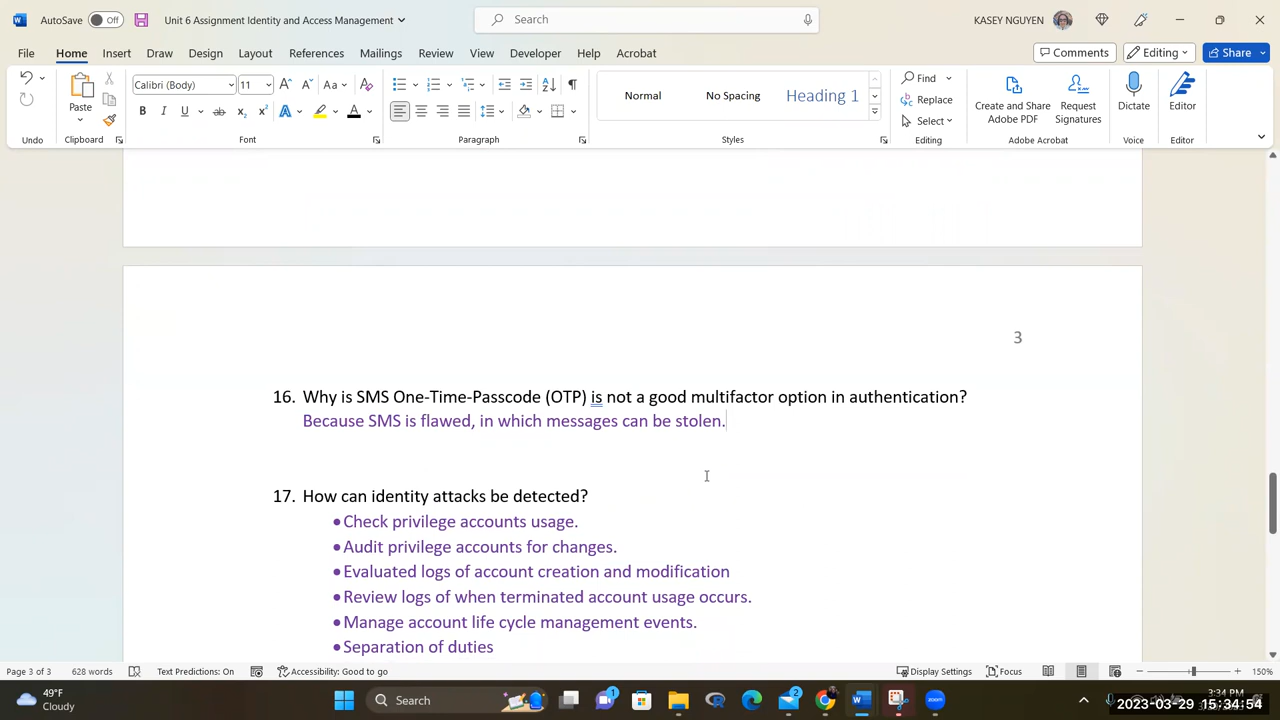 AutoSave Off Unit 6 Assignment Identity and Access Management Search KASEY NGUYEN
File Home Insert Draw Design Layout References Mailings Review View Developer Help Acrobat Comments Editing Share
Paste Calibri (Body) 11 Aa Normal No Spacing Heading 1 Find Replace Select Create and Share Adobe PDF Request Signatures Dictate Editor
Undo Clipboard Font Paragraph Styles Editing Adobe Acrobat Voice Editor
3
16. Why is SMS One-Time-Passcode (OTP) is not a good multifactor option in authentication?
Because SMS is flawed, in which messages can be stolen.
17. How can identity attacks be detected?
•Check privilege accounts usage.
•Audit privilege accounts for changes.
•Evaluated logs of account creation and modification
•Review logs of when terminated account usage occurs.
•Manage account life cycle management events.
•Separation of duties
Page 3 of 3 628 words Text Predictions: On Accessibility: Good to go Display Settings Focus 150%
49°F
Cloudy
Search
1
2
3:34 PM
2023-03-29 15:34:54